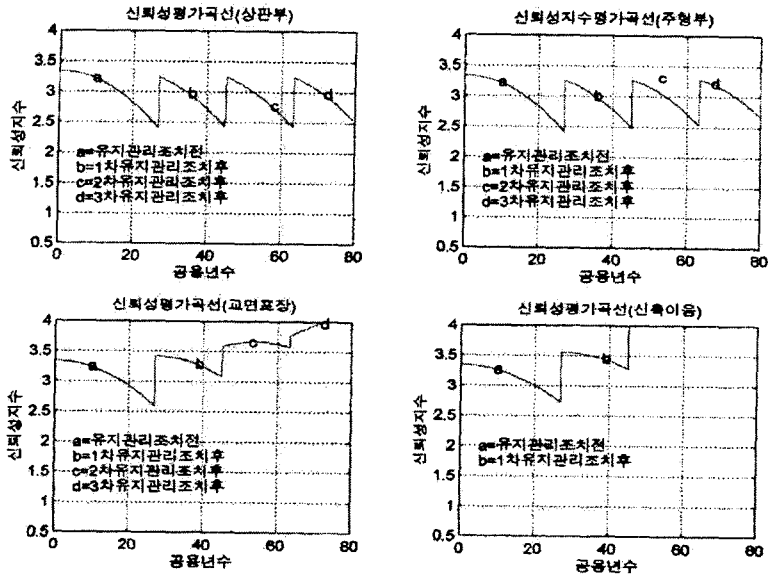 신뢰성평가곡선(상판부)
4
3.5
3
2.5
2
1.5
1
0.5
신뢰성지수
a
b
c
d
a=유지관리조치전
b=1차유지관리조치후
c=2차유지관리조치후
d=3차유지관리조치후
0 20 40 60 80
공용년수
신뢰성지수평가곡선(주형부)
4
3.5
3
2.5
2
1.5
1
0.5
신뢰성지수
a
b
c
d
a=유지관리조치전
b=1차유지관리조치후
c=2차유지관리조치후
d=3차유지관리조치후
0 20 40 60 80
공용년수
신뢰성평가곡선(교면포장)
4
3.5
3
2.5
2
1.5
1
0.5
신뢰성지수
a
b
c
d
a=유지관리조치전
b=1차유지관리조치후
c=2차유지관리조치후
d=3차유지관리조치후
0 20 40 60 80
공용년수
신뢰성평가곡선(신축이음)
4
3.5
3
2.5
2
1.5
1
0.5
신뢰성지수
a
b
a=유지관리조치전
b=1차유지관리조치후
0 20 40 60 80
공용년수